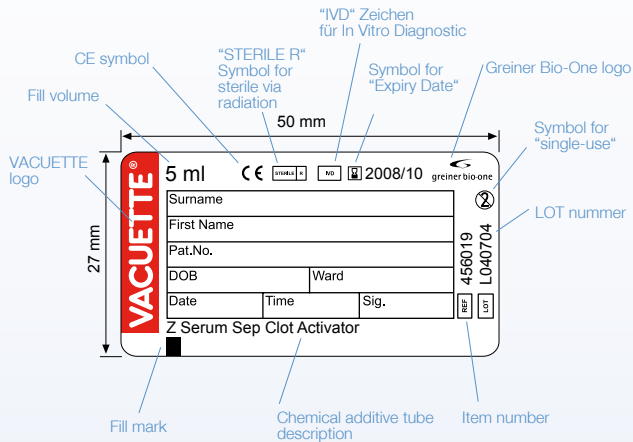 "IVD" Zeichen
für In Vitro Diagnostic
"STERILE R"
Symbol for
sterile via
radiation
CE symbol
Symbol for
"Expiry Date"
Greiner Bio-One logo
Fill volume
50 mm
Symbol for
"single-use"
VACUETTE
logo
27 mm
VACUETTE®
5 ml
CE
STERILE R
IVD
2008/10
greiner bio-one
2
LOT nummer
Surname
First Name
Pat.No.
DOB Ward
Date Time Sig.
Z Serum Sep Clot Activator
REF 456019
LOT L040704
Fill mark
Chemical additive tube
description
Item number